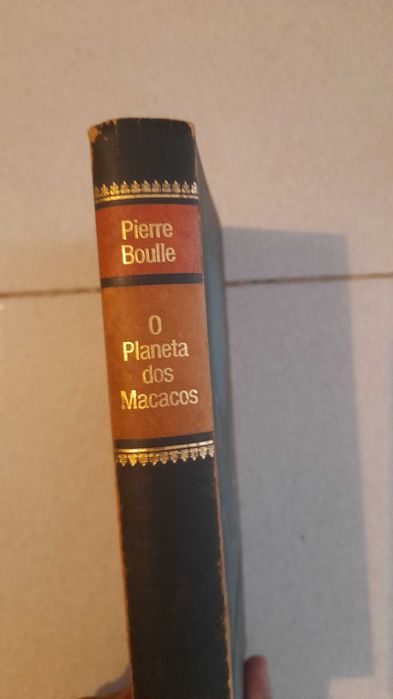 Pierre
Boulle
O
Planeta
dos
Macacos